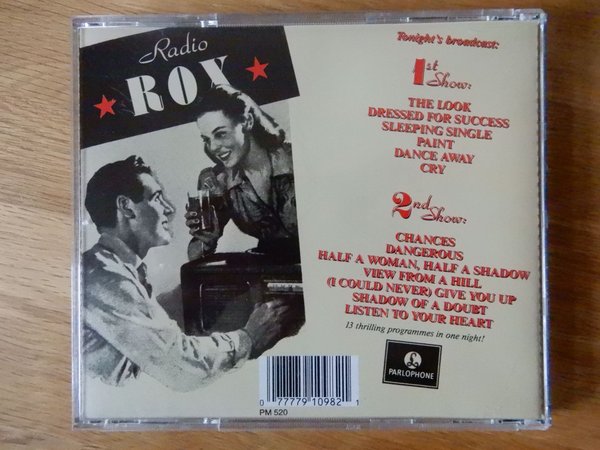 Radio
ROX
Tonight's broadcast:
1st
Show:
THE LOOK
DRESSED FOR SUCCESS
SLEEPING SINGLE
PAINT
DANCE AWAY
CRY
2nd
Show:
CHANCES
DANGEROUS
HALF A WOMAN, HALF A SHADOW
VIEW FROM A HILL
(I COULD NEVER) GIVE YOU UP
SHADOW OF A DOUBT
LISTEN TO YOUR HEART
13 thrilling programmes in one night!
PARLOPHONE
0 77779 10982 1
PM 520